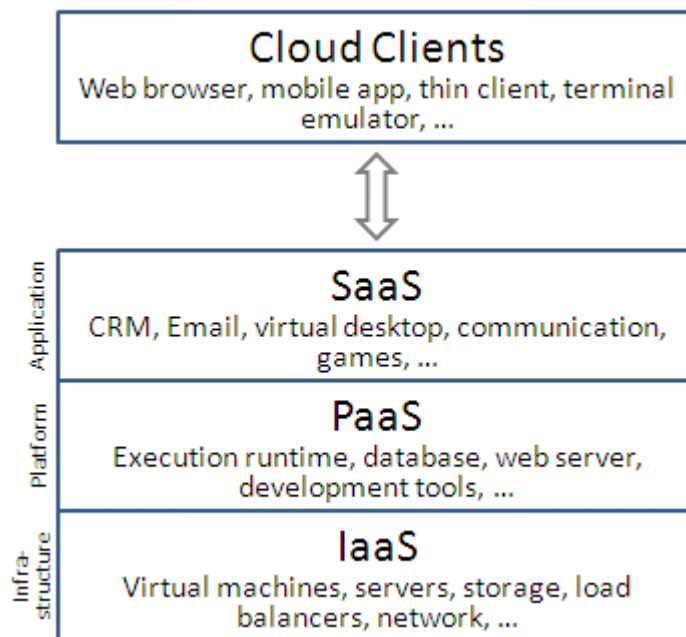 Cloud Clients
Web browser, mobile app, thin client, terminal
emulator, ...
Application
SaaS
CRM, Email, virtual desktop, communication,
games, ...
Platform
PaaS
Execution runtime, database, web server,
development tools, ...
Infra-
structure
IaaS
Virtual machines, servers, storage, load
balancers, network, ...